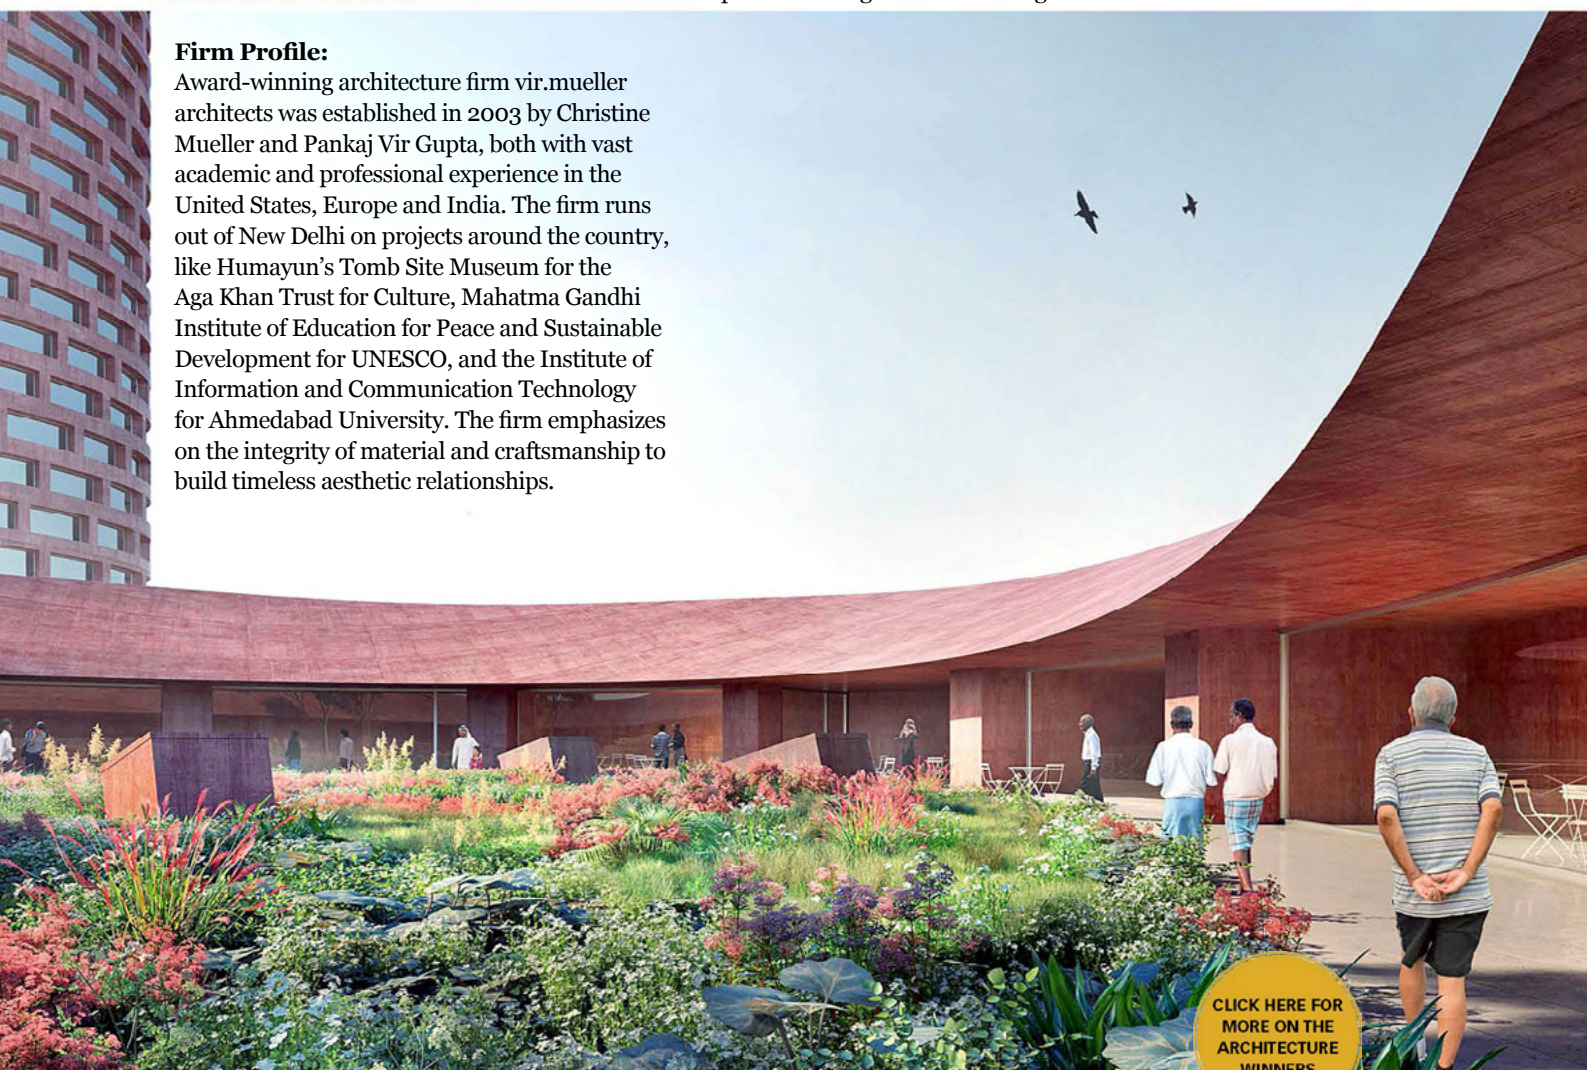 Firm Profile:
Award-winning architecture firm vir.mueller
architects was established in 2003 by Christine
Mueller and Pankaj Vir Gupta, both with vast
academic and professional experience in the
United States, Europe and India. The firm runs
out of New Delhi on projects around the country,
like Humayun’s Tomb Site Museum for the
Aga Khan Trust for Culture, Mahatma Gandhi
Institute of Education for Peace and Sustainable
Development for UNESCO, and the Institute of
Information and Communication Technology
for Ahmedabad University. The firm emphasizes
on the integrity of material and craftsmanship to
build timeless aesthetic relationships.
CLICK HERE FOR
MORE ON THE
ARCHITECTURE
WINNERS